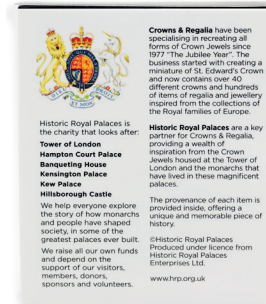 Historic Royal Palaces is
the charity that looks after:
Tower of London
Hampton Court Palace
Banqueting House
Kensington Palace
Kew Palace
Hillsborough Castle
We help everyone explore
the story of how monarchs
and people have shaped
society, in some of the
greatest palaces ever built.
We raise all our own funds
and depend on the
support of our visitors,
members, donors,
sponsors and volunteers.
Crowns & Regalia have been
specialising in recreating all
forms of Crown Jewels since
1977 "The Jubilee Year". The
business started with creating a
miniature of St. Edward's Crown
and now contains over 40
different crowns and hundreds
of items of regalia and jewellery
inspired from the collections of
the Royal families of Europe.
Historic Royal Palaces are a key
partner for Crowns & Regalia,
providing a wealth of
inspiration from the Crown
Jewels housed at the Tower of
London and the monarchs that
have lived in these magnificent
palaces.
The provenance of each item is
provided inside, offering a
unique and memorable piece of
history.
©Historic Royal Palaces
Produced under licence from
Historic Royal Palaces
Enterprises Ltd.
www.hrp.org.uk